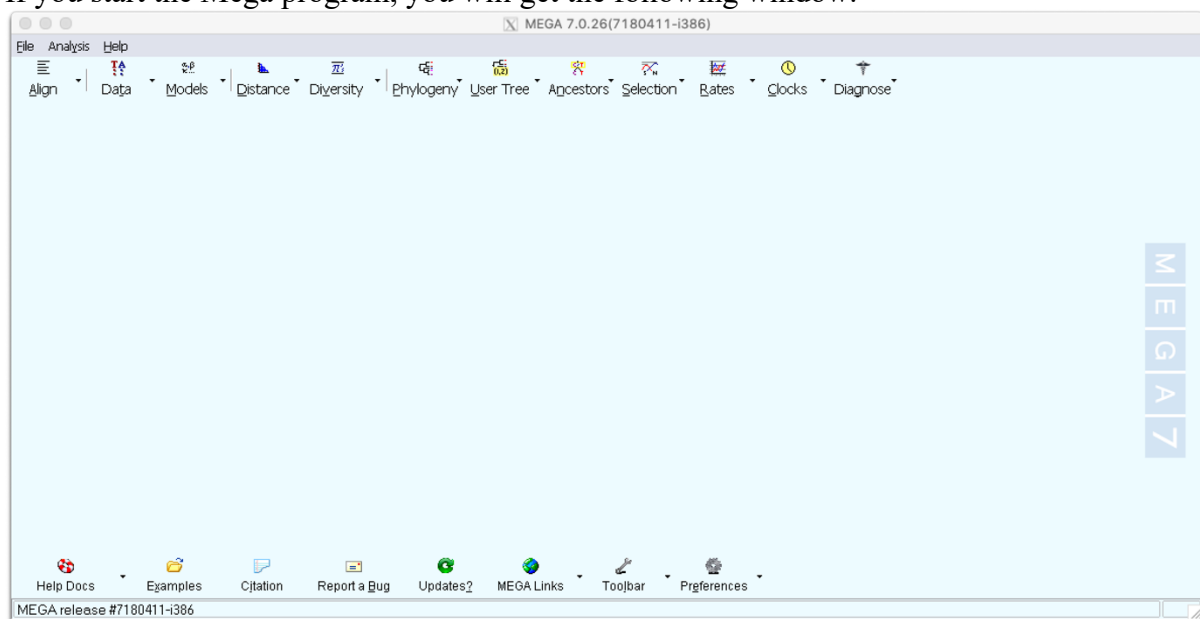 If you start the Mega program, you will get the following window:
MEGA 7.0.26(7180411-i386)
File Analysis Help
Align Data Models Distance Diversity Phylogeny User Tree Ancestors Selection Rates Clocks Diagnose
M
E
G
A
7
Help Docs Examples Citation Report a Bug Updates? MEGA Links Toolbar Preferences
MEGA release #7180411-i386